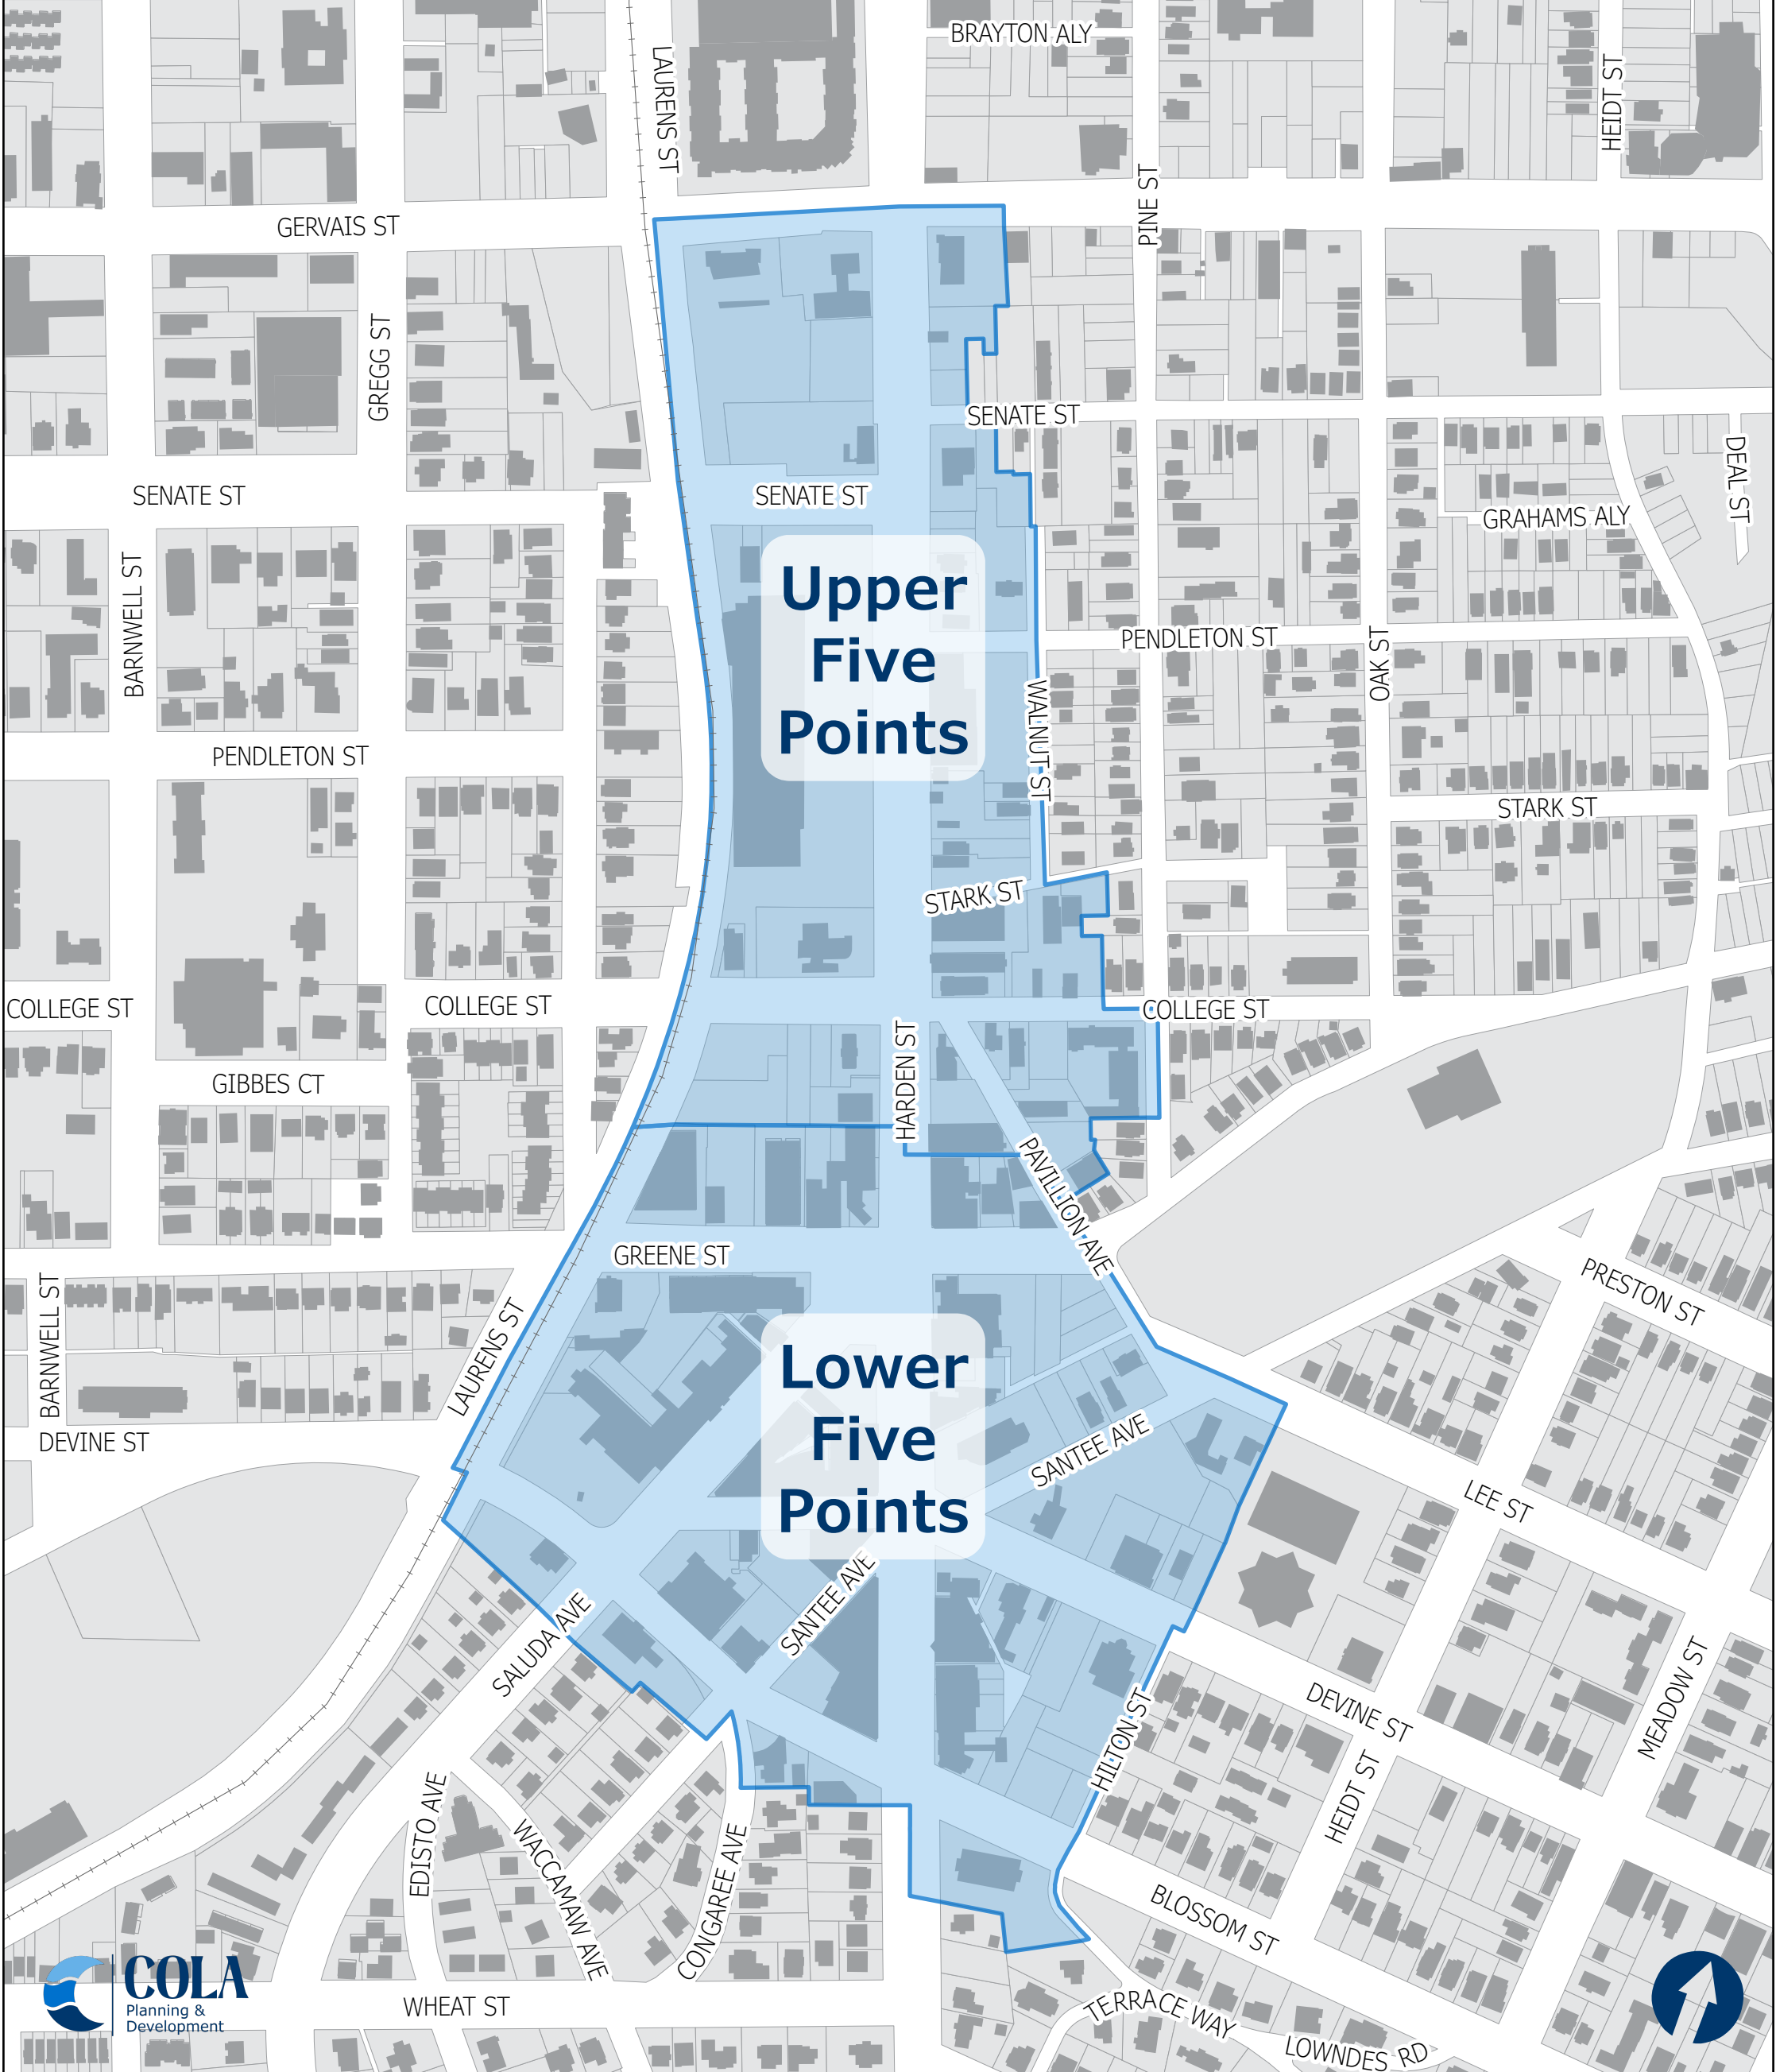 BRAYTON ALY
LAURENS ST
HEIDT ST
PINE ST
GERVAIS ST
GREGG ST
SENATE ST
DEAL ST
SENATE ST
SENATE ST
GRAHAMS ALY
BARNWELL ST
Upper
Five
Points
PENDLETON ST
OAK ST
WALNUT ST
PENDLETON ST
STARK ST
STARK ST
COLLEGE ST
COLLEGE ST
COLLEGE ST
HARDEN ST
GIBBES CT
PAVILLION AVE
GREENE ST
PRESTON ST
BARNWELL ST
LAURENS ST
Lower
Five
Points
DEVINE ST
SANTEE AVE
LEE ST
SANTEE AVE
SALUDA AVE
MEADOW ST
DEVINE ST
HILTON ST
HEIDT ST
EDISTO AVE
WACCAMAW AVE
CONGAREE AVE
BLOSSOM ST
COLA
Planning &
Development
WHEAT ST
TERRACE WAY
LOWNDES RD